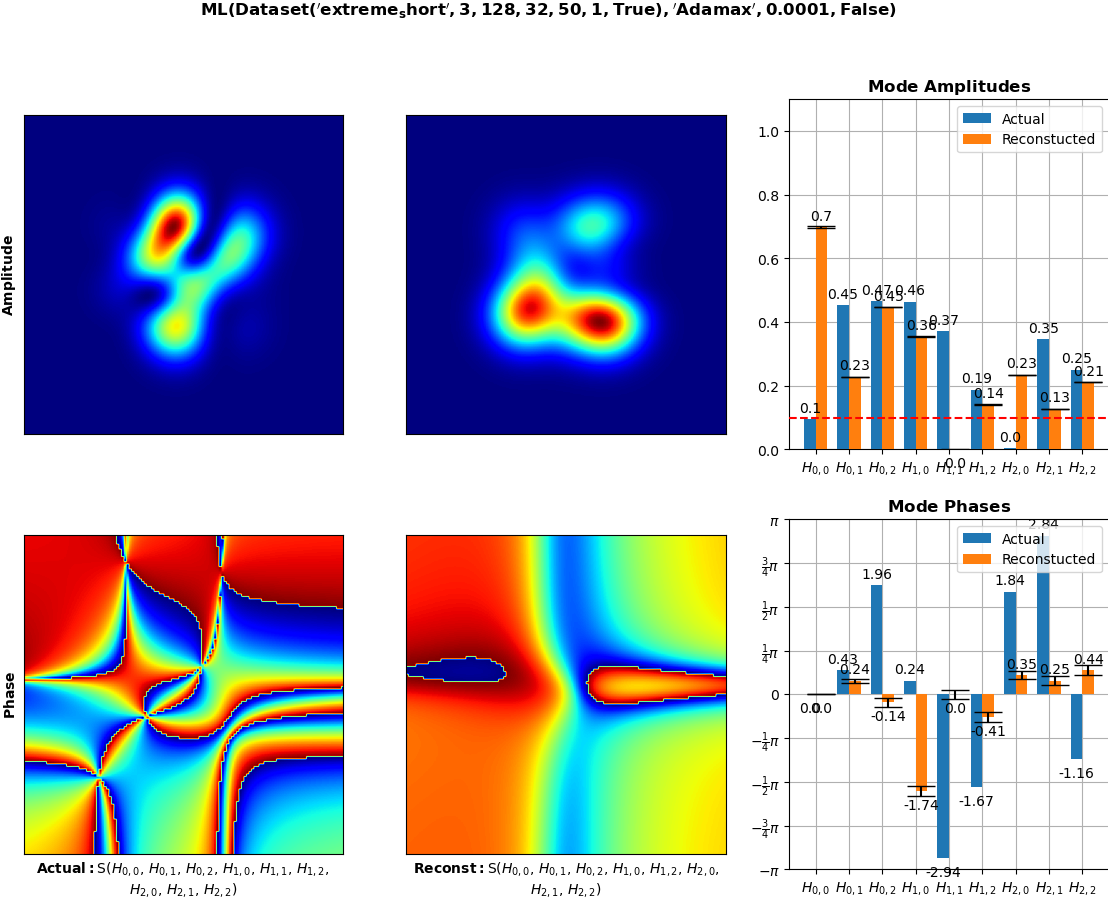 ML(Dataset('extreme_short', 3, 128, 32, 50, 1, True), 'Adamax', 0.0001, False)
Mode Amplitudes
Amplitude
1.0
0.8
0.6
0.4
0.2
0.0
Actual
Reconstucted
0.1
0.7
0.45
0.23
0.47
0.45
0.46
0.36
0.37
0.0
0.19
0.14
0.0
0.23
0.35
0.13
0.25
0.21
H0,0 H0,1 H0,2 H1,0 H1,1 H1,2 H2,0 H2,1 H2,2
Mode Phases
Phase
π
3/4π
1/2π
1/4π
0
−1/4π
−1/2π
−3/4π
−π
Actual
Reconstucted
0.0
0.0
0.43
0.24
1.96
-0.14
0.24
-1.74
-2.94
0.0
-1.67
-0.41
1.84
0.35
2.84
0.25
-1.16
0.44
H0,0 H0,1 H0,2 H1,0 H1,1 H1,2 H2,0 H2,1 H2,2
Actual: S(H0,0, H0,1, H0,2, H1,0, H1,1, H1,2,
H2,0, H2,1, H2,2)
Reconst: S(H0,0, H0,1, H0,2, H1,0, H1,2, H2,0,
H2,1, H2,2)